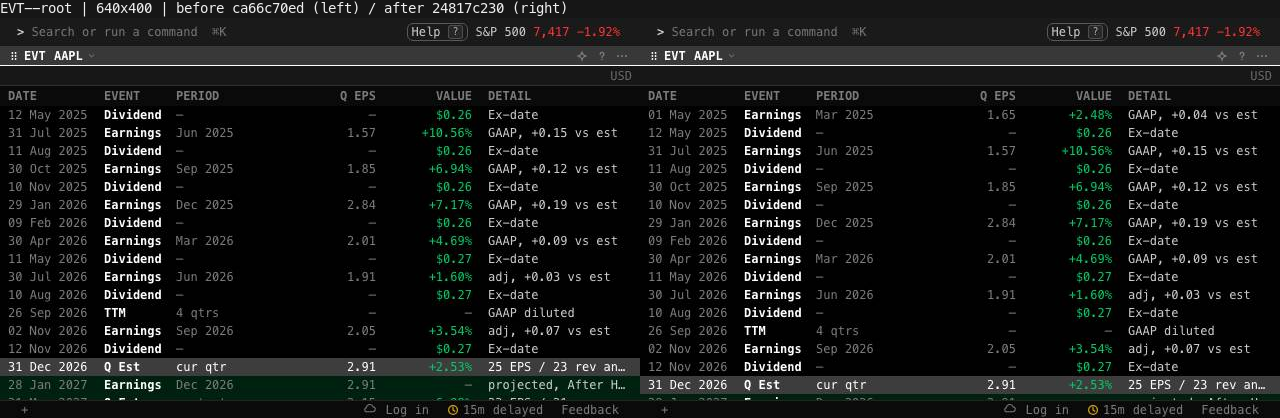 EVT——root | 640x400 | before ca66c70ed (left) / after 24817c230 (right)
> Search or run a command ⌘K Help ? S&P 500 7,417 −1.92%
EVT AAPL ? ...
USD
DATE EVENT PERIOD Q EPS VALUE DETAIL
12 May 2025 Dividend — — $0.26 Ex-date
31 Jul 2025 Earnings Jun 2025 1.57 +10.56% GAAP, +0.15 vs est
11 Aug 2025 Dividend — — $0.26 Ex-date
30 Oct 2025 Earnings Sep 2025 1.85 +6.94% GAAP, +0.12 vs est
10 Nov 2025 Dividend — — $0.26 Ex-date
29 Jan 2026 Earnings Dec 2025 2.84 +7.17% GAAP, +0.19 vs est
09 Feb 2026 Dividend — — $0.26 Ex-date
30 Apr 2026 Earnings Mar 2026 2.01 +4.69% GAAP, +0.09 vs est
11 May 2026 Dividend — — $0.27 Ex-date
30 Jul 2026 Earnings Jun 2026 1.91 +1.60% adj, +0.03 vs est
10 Aug 2026 Dividend — — $0.27 Ex-date
26 Sep 2026 TTM 4 qtrs — GAAP diluted
02 Nov 2026 Earnings Sep 2026 2.05 +3.54% adj, +0.07 vs est
12 Nov 2026 Dividend — — $0.27 Ex-date
31 Dec 2026 Q Est cur qtr 2.91 +2.53% 25 EPS / 23 rev an…
28 Jan 2027 Earnings Dec 2026 2.91 — projected, After H…
+ Log in 15m delayed Feedback
> Search or run a command ⌘K Help ? S&P 500 7,417 −1.92%
EVT AAPL ? ...
USD
DATE EVENT PERIOD Q EPS VALUE DETAIL
01 May 2025 Earnings Mar 2025 1.65 +2.48% GAAP, +0.04 vs est
12 May 2025 Dividend — — $0.26 Ex-date
31 Jul 2025 Earnings Jun 2025 1.57 +10.56% GAAP, +0.15 vs est
11 Aug 2025 Dividend — — $0.26 Ex-date
30 Oct 2025 Earnings Sep 2025 1.85 +6.94% GAAP, +0.12 vs est
10 Nov 2025 Dividend — — $0.26 Ex-date
29 Jan 2026 Earnings Dec 2025 2.84 +7.17% GAAP, +0.19 vs est
09 Feb 2026 Dividend — — $0.26 Ex-date
30 Apr 2026 Earnings Mar 2026 2.01 +4.69% GAAP, +0.09 vs est
11 May 2026 Dividend — — $0.27 Ex-date
30 Jul 2026 Earnings Jun 2026 1.91 +1.60% adj, +0.03 vs est
10 Aug 2026 Dividend — — $0.27 Ex-date
26 Sep 2026 TTM 4 qtrs — GAAP diluted
02 Nov 2026 Earnings Sep 2026 2.05 +3.54% adj, +0.07 vs est
12 Nov 2026 Dividend — — $0.27 Ex-date
31 Dec 2026 Q Est cur qtr 2.91 +2.53% 25 EPS / 23 rev an…
+ Log in 15m delayed Feedback